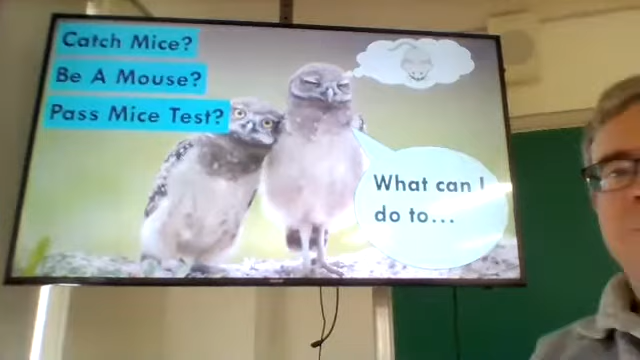 Catch Mice?
Be A Mouse?
Pass Mice Test?
What can I
do to...